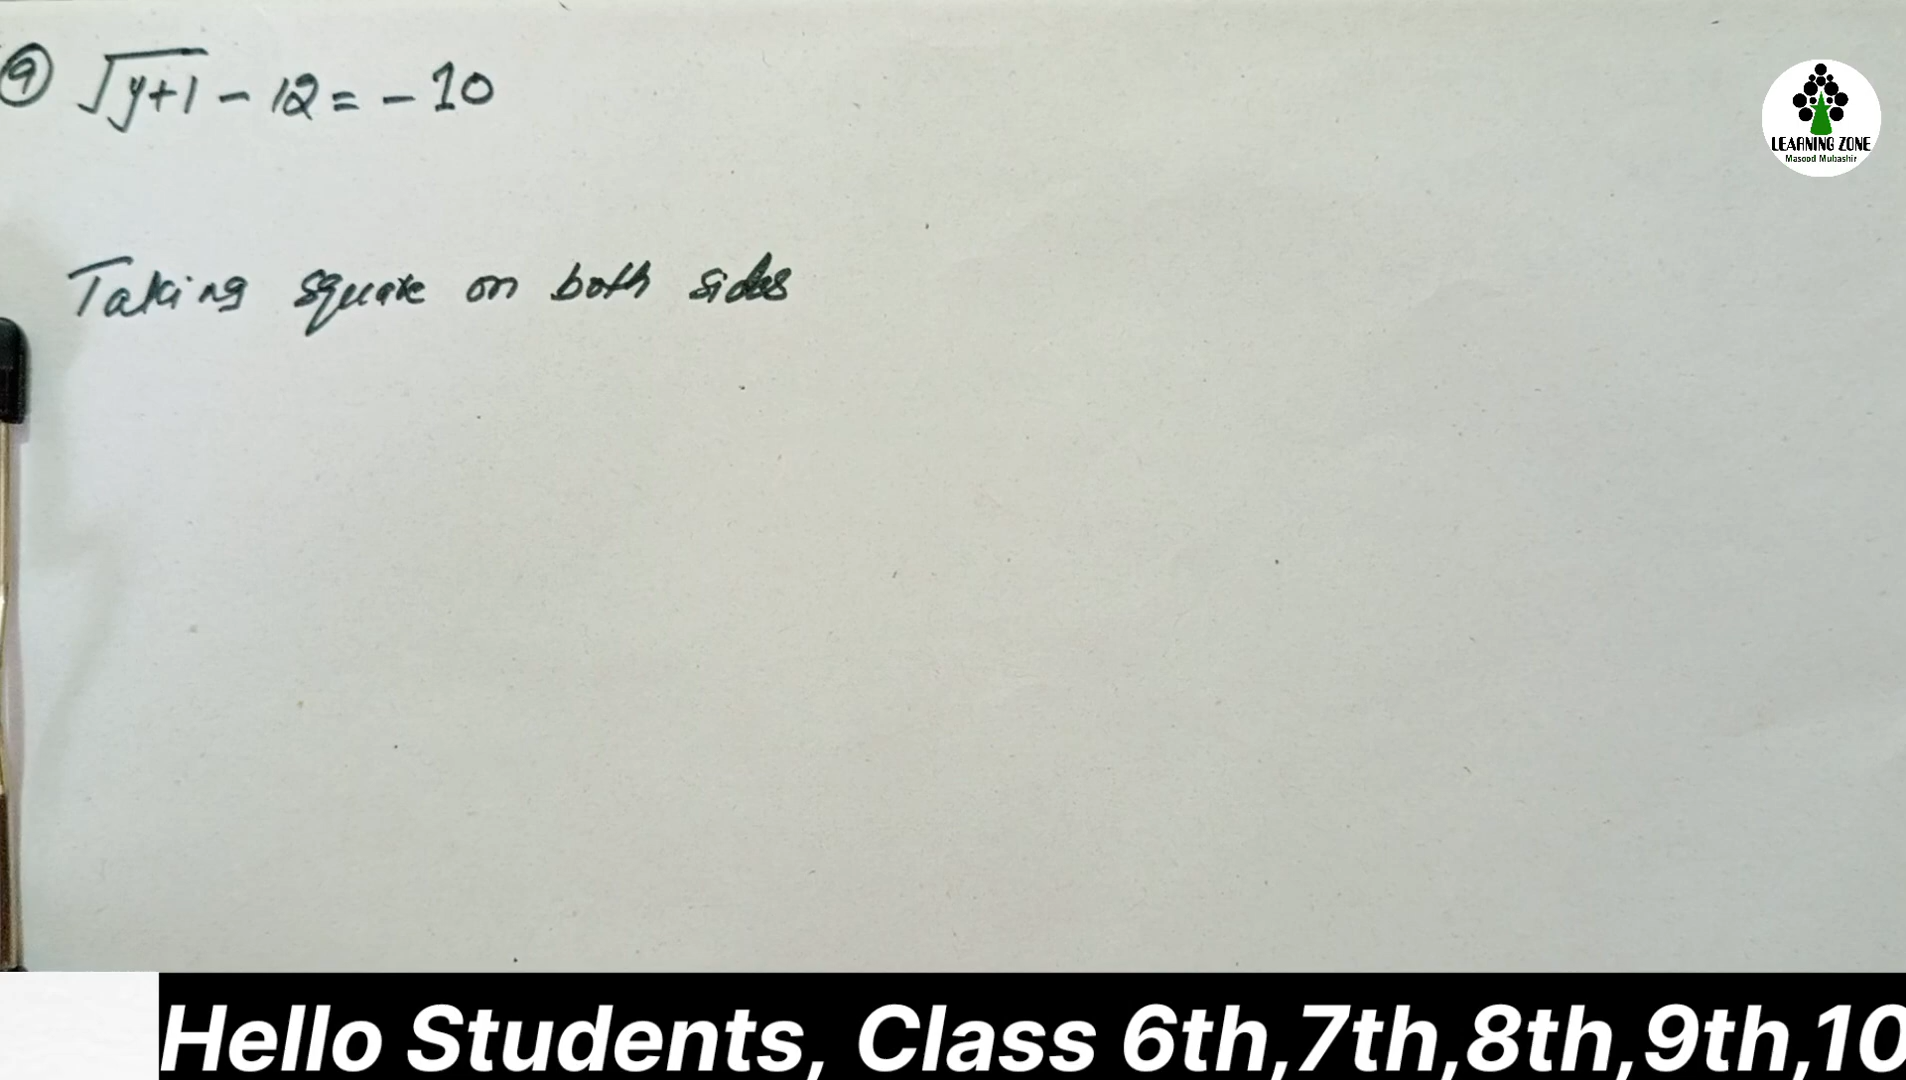 9 √y+1 - 12 = - 10
LEARNING ZONE
Masood Mubashir
Taking square on both sides
Hello Students, Class 6th,7th,8th,9th,10